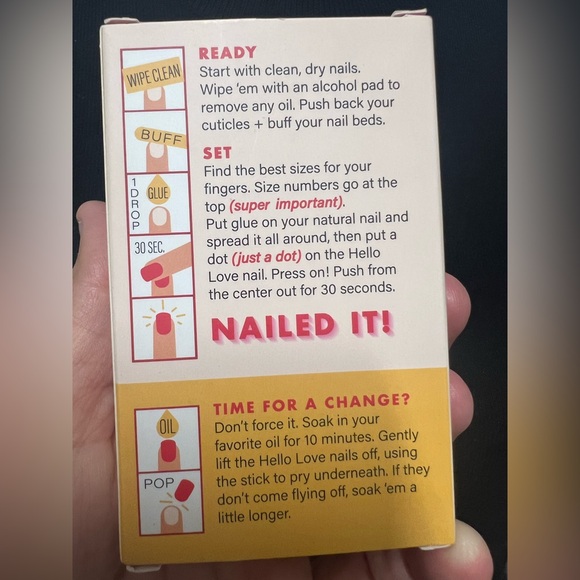 WIPE CLEAN
BUFF
1 DROP
GLUE
30 SEC.
READY
Start with clean, dry nails.
Wipe 'em with an alcohol pad to
remove any oil. Push back your
cuticles + buff your nail beds.
SET
Find the best sizes for your
fingers. Size numbers go at the
top (super important).
Put glue on your natural nail and
spread it all around, then put a
dot (just a dot) on the Hello
Love nail. Press on! Push from
the center out for 30 seconds.
NAILED IT!
OIL
POP
TIME FOR A CHANGE?
Don't force it. Soak in your
favorite oil for 10 minutes. Gently
lift the Hello Love nails off, using
the stick to pry underneath. If they
don't come flying off, soak 'em a
little longer.